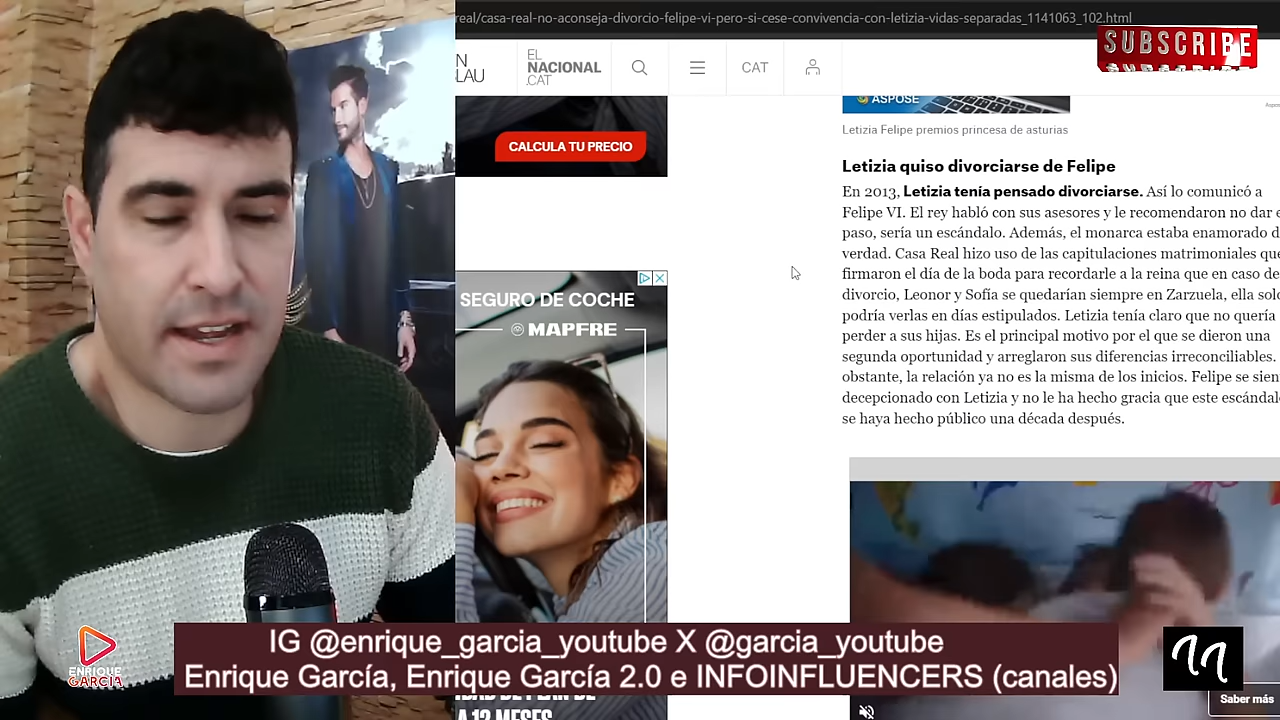 real/casa-real-no-aconseja-divorcio-felipe-vi-pero-si-cese-convivencia-con-letizia-vidas-separadas_1141063_102.html
SUBSCRIBE
N
LAU
EL
NACIONAL
.CAT
CAT
ASPOSE
CALCULA TU PRECIO
Letizia Felipe premios princesa de asturias
Letizia quiso divorciarse de Felipe
En 2013, Letizia tenía pensado divorciarse. Así lo comunicó a
Felipe VI. El rey habló con sus asesores y le recomendaron no dar e
paso, sería un escándalo. Además, el monarca estaba enamorado d
verdad. Casa Real hizo uso de las capitulaciones matrimoniales que
firmaron el día de la boda para recordarle a la reina que en caso de
divorcio, Leonor y Sofía se quedarían siempre en Zarzuela, ella solo
podría verlas en días estipulados. Letizia tenía claro que no quería
perder a sus hijas. Es el principal motivo por el que se dieron una
segunda oportunidad y arreglaron sus diferencias irreconciliables.
obstante, la relación ya no es la misma de los inicios. Felipe se sien
decepcionado con Letizia y no le ha hecho gracia que este escándal
se haya hecho público una década después.
SEGURO DE COCHE
MAPFRE
IG @enrique_garcia_youtube X @garcia_youtube
Enrique García, Enrique García 2.0 e INFOINFLUENCERS (canales)
ENRIQUE
GARCÍA
A 12 MESES
Saber más